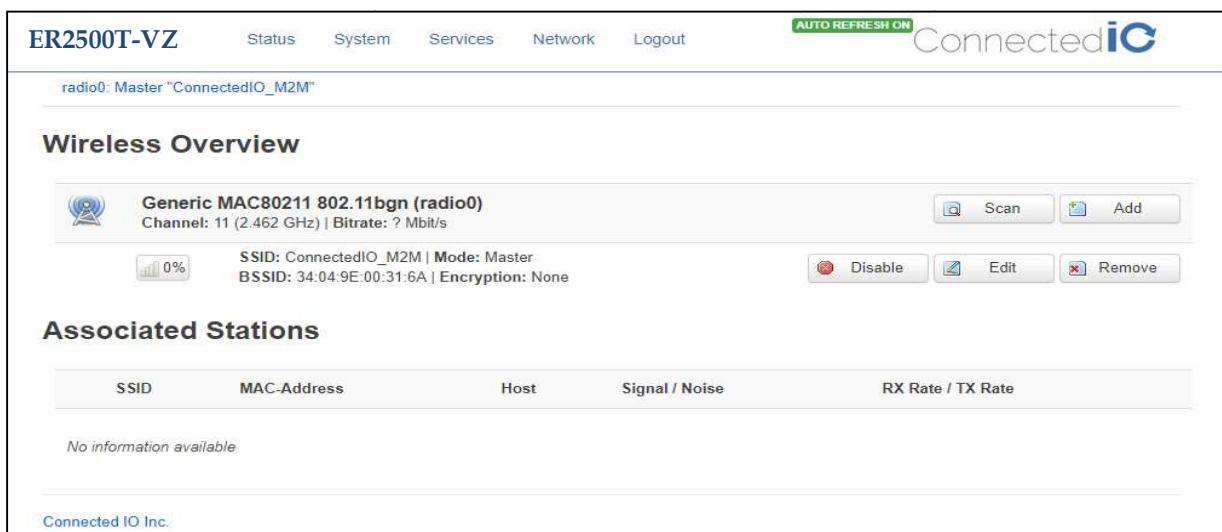 ER2500T-VZ Status System Services Network Logout AUTO REFRESH ON ConnectediO
radio0: Master "ConnectedIO_M2M"
Wireless Overview
Generic MAC80211 802.11bgn (radio0)
Channel: 11 (2.462 GHz) | Bitrate: ? Mbit/s
Scan Add
0%
SSID: ConnectedIO_M2M | Mode: Master
BSSID: 34:04:9E:00:31:6A | Encryption: None
Disable Edit Remove
Associated Stations
SSID MAC-Address Host Signal / Noise RX Rate / TX Rate
No information available
Connected IO Inc.